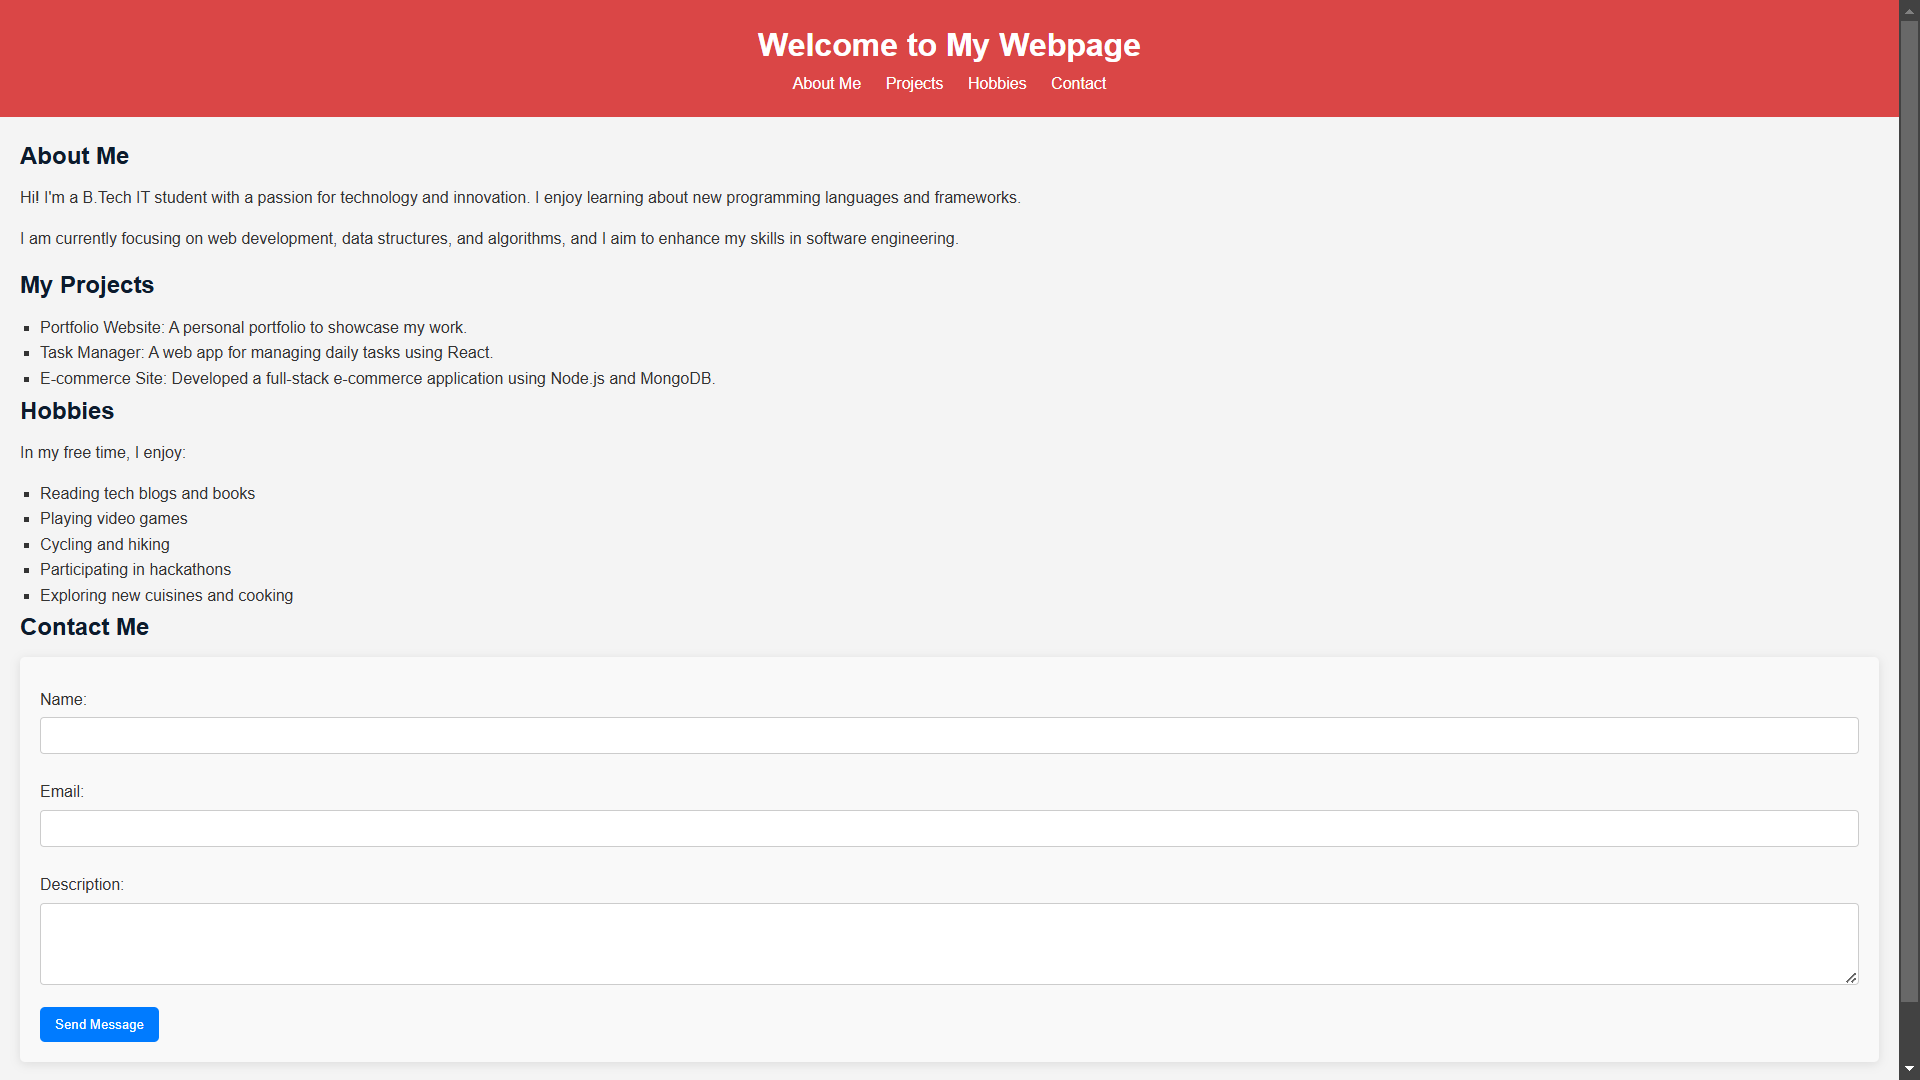 Welcome to My Webpage
About Me Projects Hobbies Contact
About Me
Hi! I'm a B.Tech IT student with a passion for technology and innovation. I enjoy learning about new programming languages and frameworks.
I am currently focusing on web development, data structures, and algorithms, and I aim to enhance my skills in software engineering.
My Projects
Portfolio Website: A personal portfolio to showcase my work.
Task Manager: A web app for managing daily tasks using React.
E-commerce Site: Developed a full-stack e-commerce application using Node.js and MongoDB.
Hobbies
In my free time, I enjoy:
Reading tech blogs and books
Playing video games
Cycling and hiking
Participating in hackathons
Exploring new cuisines and cooking
Contact Me
Name:
Email:
Description:
Send Message